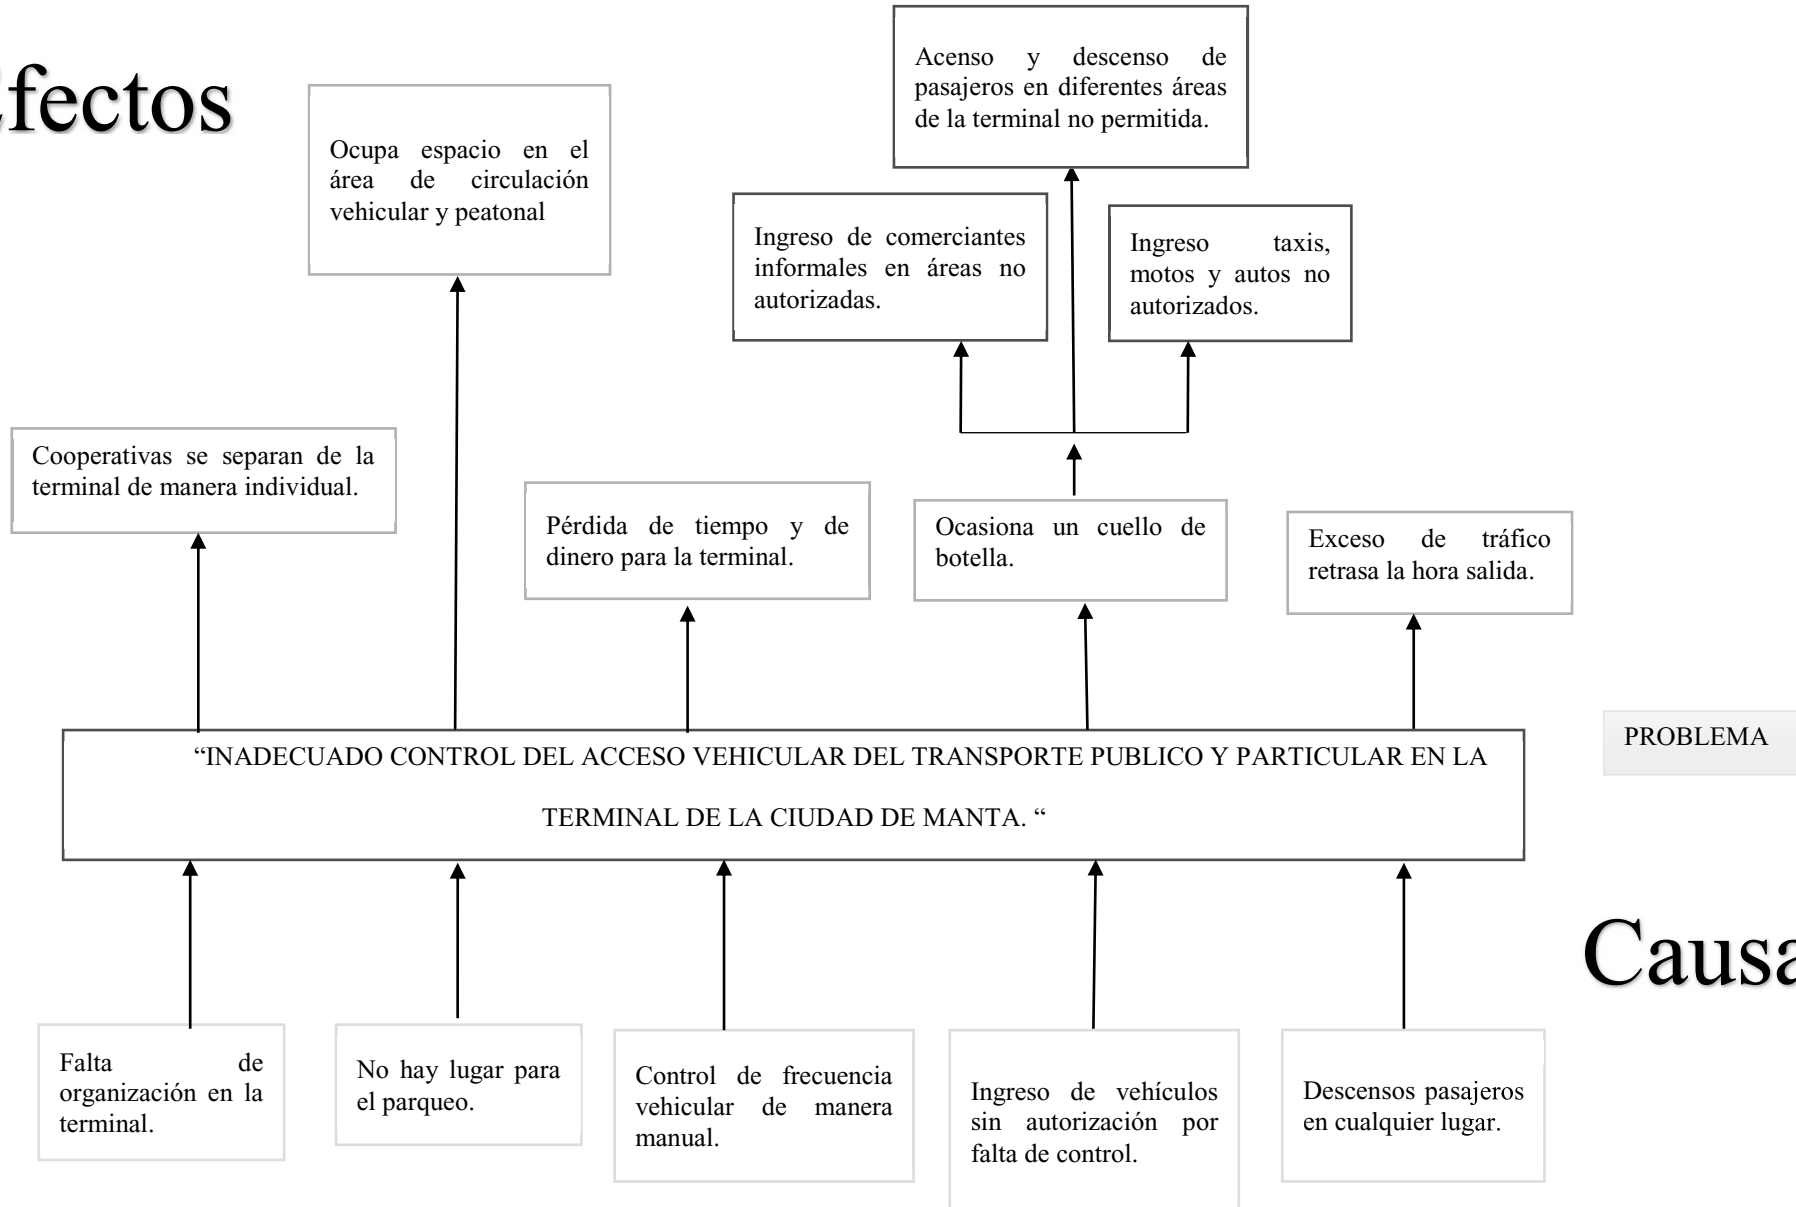 Efectos
Acenso y descenso de
pasajeros en diferentes áreas
de la terminal no permitida.
Ocupa espacio en el
área de circulación
vehicular y peatonal
Ingreso de comerciantes
informales en áreas no
autorizadas.
Ingreso taxis,
motos y autos no
autorizados.
Cooperativas se separan de la
terminal de manera individual.
Pérdida de tiempo y de
dinero para la terminal.
Ocasiona un cuello de
botella.
Exceso de tráfico
retrasa la hora salida.
“INADECUADO CONTROL DEL ACCESO VEHICULAR DEL TRANSPORTE PUBLICO Y PARTICULAR EN LA
TERMINAL DE LA CIUDAD DE MANTA. “
PROBLEMA
Causa
Falta de
organización en la
terminal.
No hay lugar para
el parqueo.
Control de frecuencia
vehicular de manera
manual.
Ingreso de vehículos
sin autorización por
falta de control.
Descensos pasajeros
en cualquier lugar.